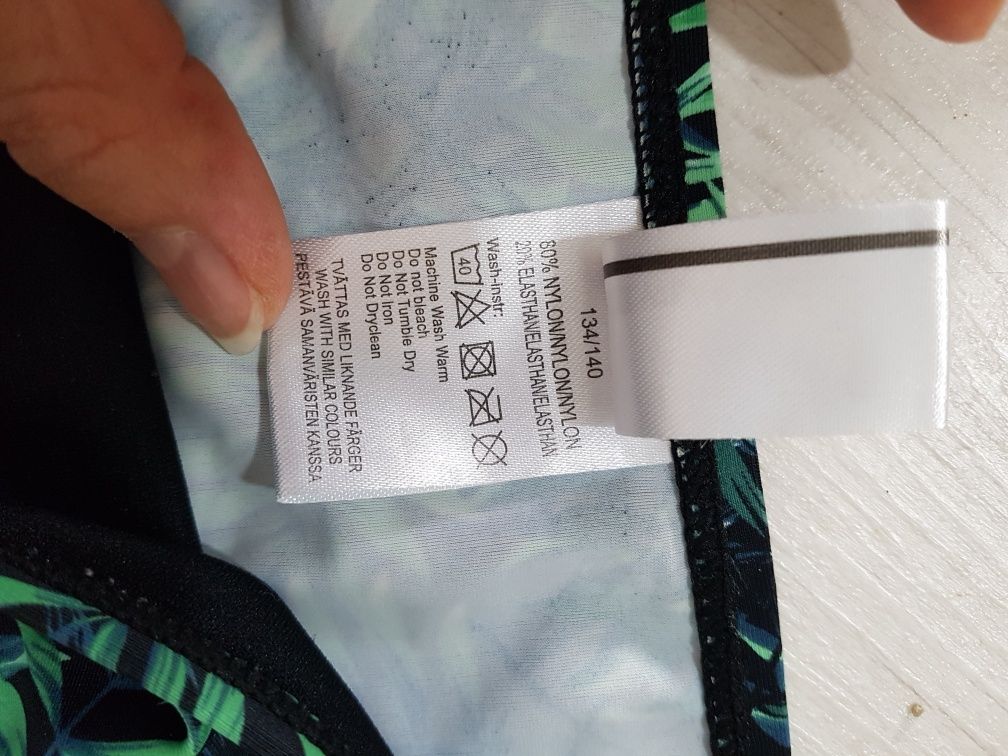 134/140
80% NYLON/NYLON/NYLON
20% ELASTHAN/ELASTHAN/ELASTHAN
Wash-instr:
40
Machine Wash Warm
Do not bleach
Do Not Tumble Dry
Do Not Iron
Do Not Dryclean
TVÄTTAS MED LIKNANDE FÄRGER
WASH WITH SIMILAR COLOURS
PESTÄVÄ SAMANVÄRISTEN KANSSA